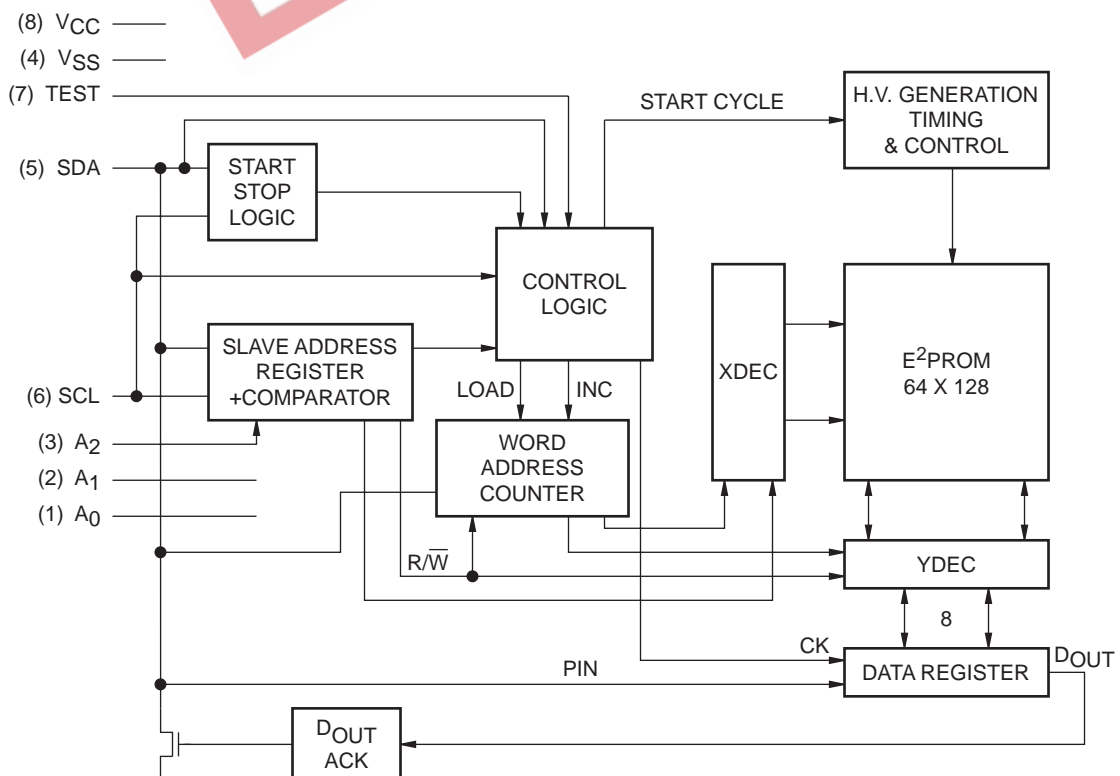 (8) VCC
(4) VSS
(7) TEST
(5) SDA
START
STOP
LOGIC
START CYCLE
H.V. GENERATION
TIMING
& CONTROL
CONTROL
LOGIC
SLAVE ADDRESS
REGISTER
+COMPARATOR
(6) SCL
(3) A2
(2) A1
(1) A0
LOAD
INC
WORD
ADDRESS
COUNTER
XDEC
E²PROM
64 X 128
R/W̅
YDEC
8
CK
DATA REGISTER
DOUT
PIN
DOUT
ACK